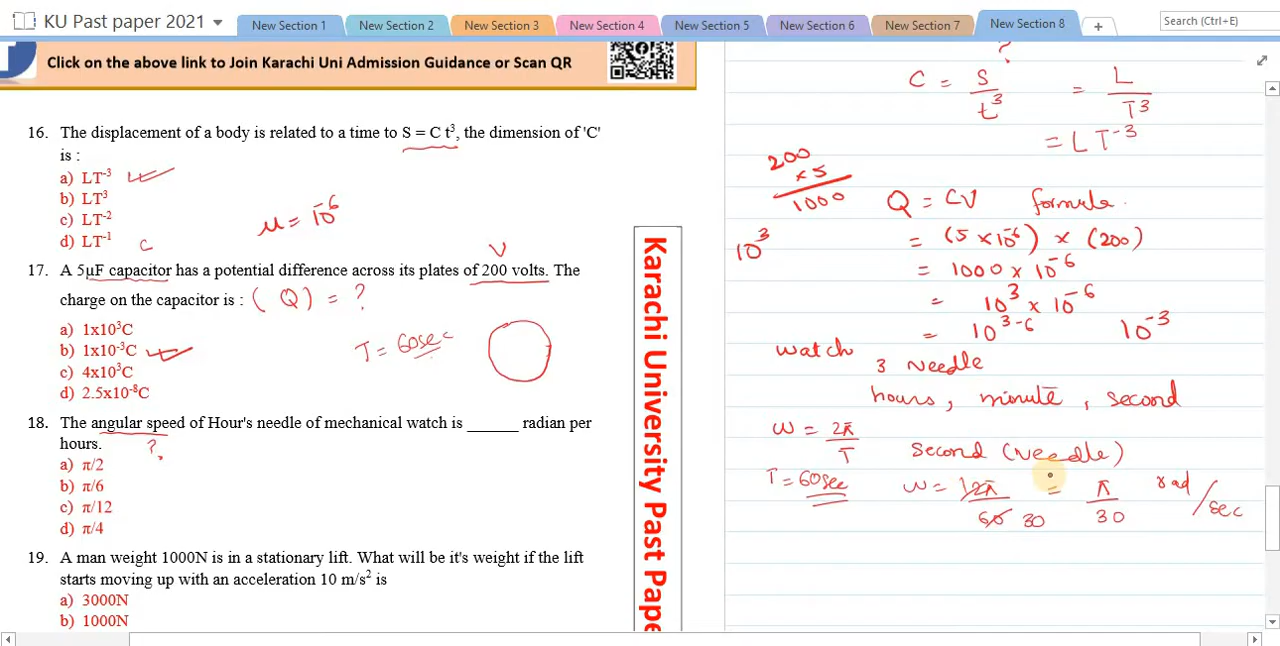 KU Past paper 2021
New Section 1
New Section 2
New Section 3
New Section 4
New Section 5
New Section 6
New Section 7
New Section 8
+
Search (Ctrl+E)
Click on the above link to Join Karachi Uni Admission Guidance or Scan QR
16. The displacement of a body is related to a time to S = C t³, the dimension of 'C'
is :
a) LT⁻³
b) LT³
c) LT⁻²
d) LT⁻¹
μ = 10⁻⁶
C
V
17. A 5μF capacitor has a potential difference across its plates of 200 volts. The
charge on the capacitor is : (Q) = ?
a) 1x10³C
b) 1x10⁻³C
c) 4x10³C
d) 2.5x10⁻⁸C
T = 60sec
18. The angular speed of Hour's needle of mechanical watch is ______ radian per
hours.
?
a) π/2
b) π/6
c) π/12
d) π/4
19. A man weight 1000N is in a stationary lift. What will be it's weight if the lift
starts moving up with an acceleration 10 m/s² is
a) 3000N
b) 1000N
Karachi University Past Pape
?
C = S/t³ = L/T³
= LT⁻³
200
x 5
1000
10³
Q = CV formula.
= (5 x 10⁻⁶) x (200)
= 1000 x 10⁻⁶
= 10³ x 10⁻⁶
= 10³⁻⁶ 10⁻³
watch
3 needle
hours, minute, second
ω = 2π/T second (needle)
T = 60sec ω = 12π/60 30 = π/30 rad/sec